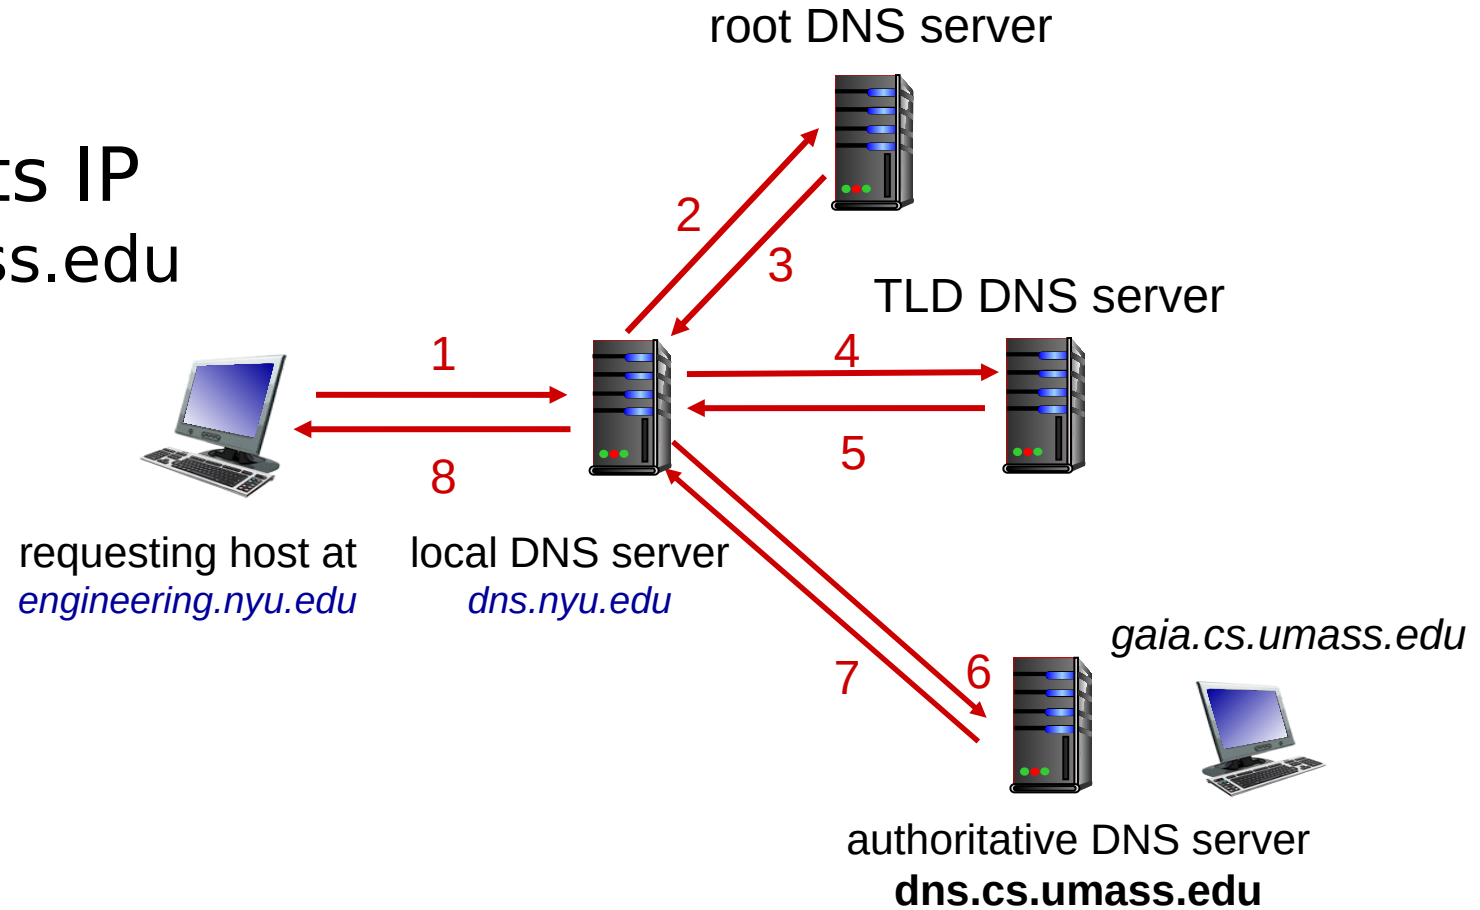 root DNS server
ts IP
ss.edu
2
3
TLD DNS server
1
4
8
5
requesting host at
engineering.nyu.edu
local DNS server
dns.nyu.edu
gaia.cs.umass.edu
7
6
authoritative DNS server
dns.cs.umass.edu